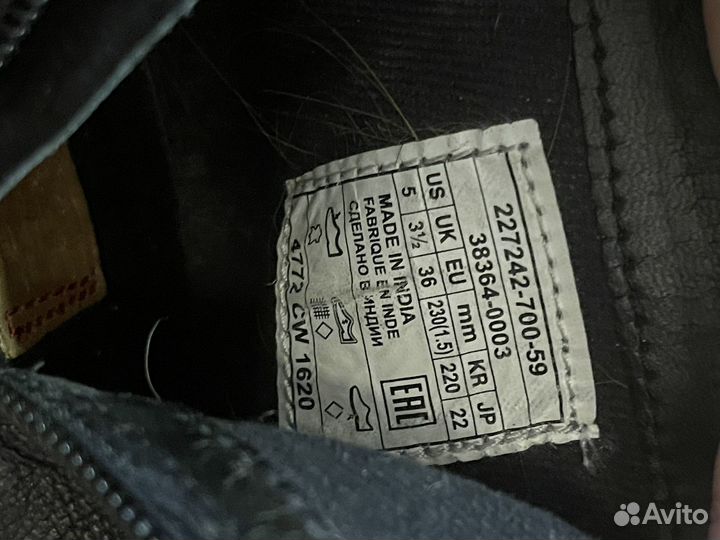 227242-700-59
38364-0003
US UK EU mm KR JP
5 3½ 36 230(1.5) 220 22
MADE IN INDIA
FABRIQUE EN INDE
СДЕЛАНО В ИНДИИ
EAC
CW 1620
Avito